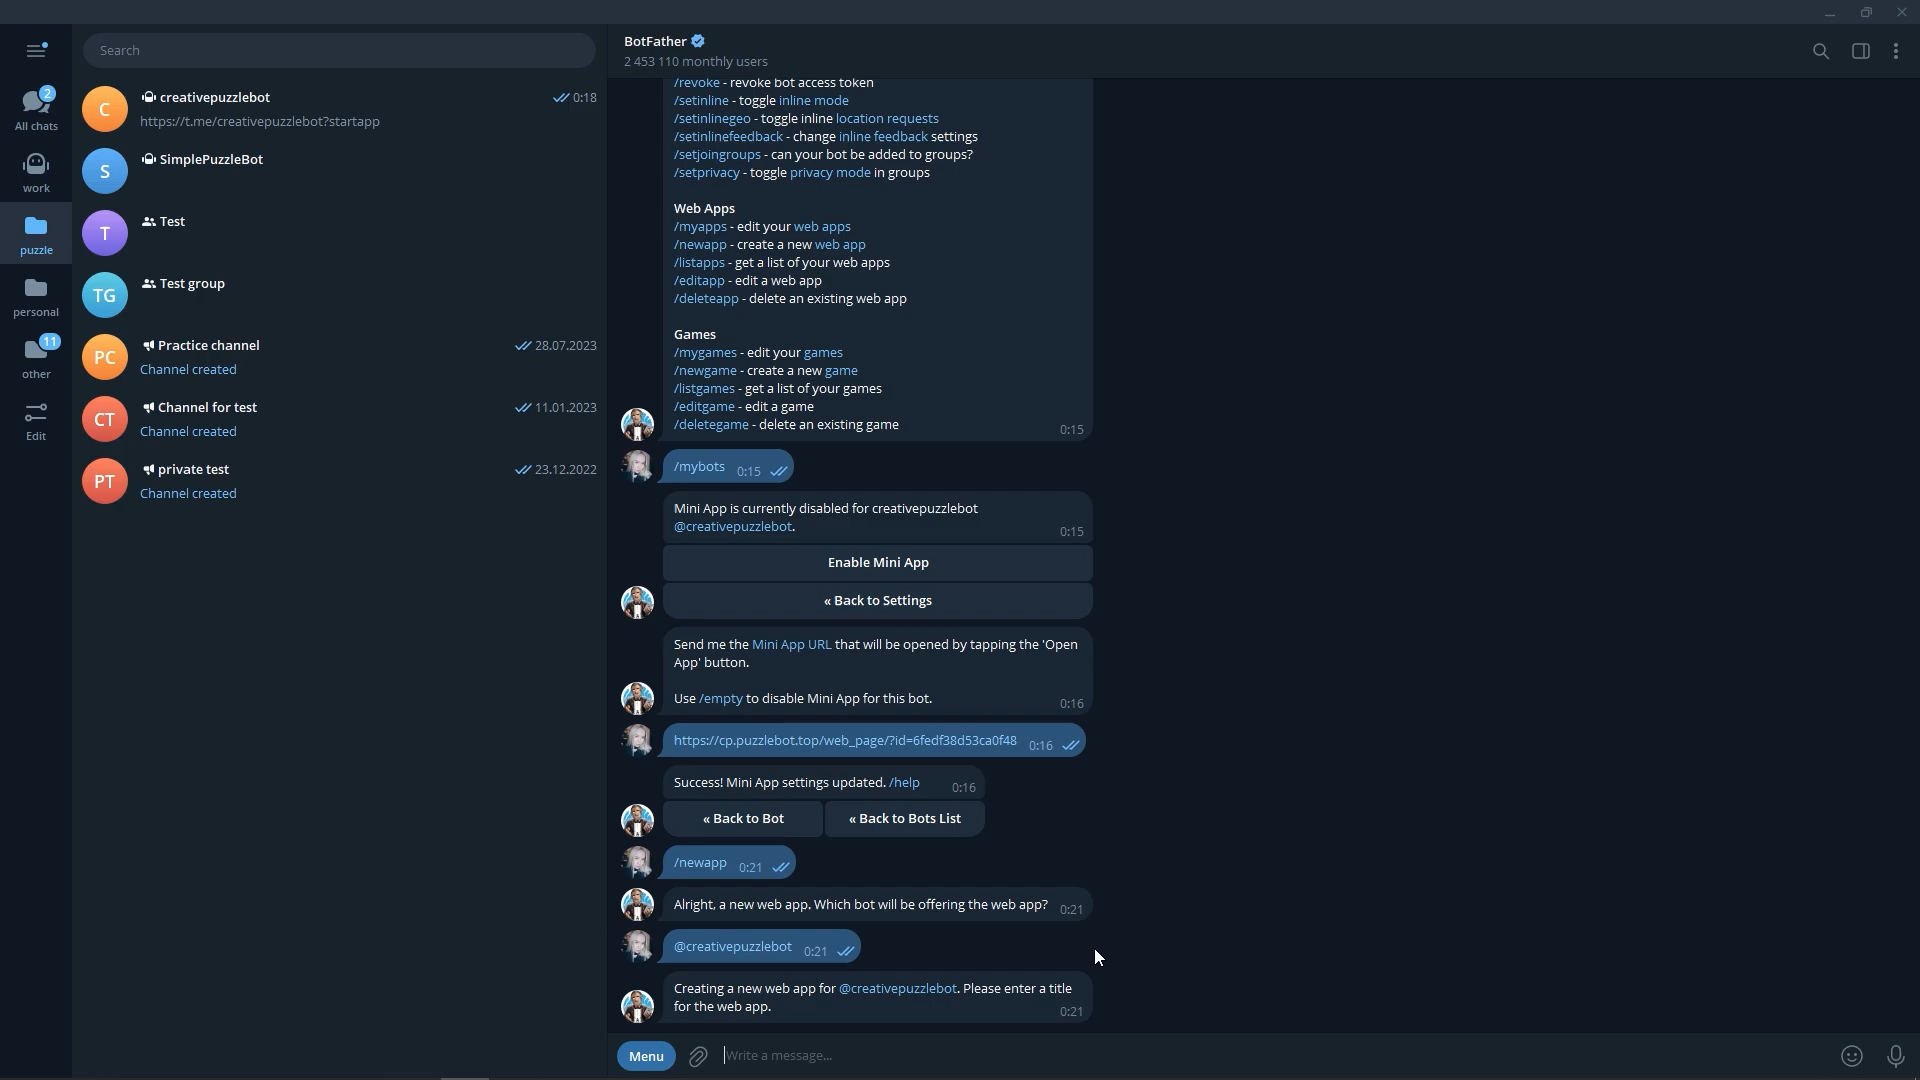 Search
BotFather
2 453 110 monthly users
2
All chats
work
puzzle
personal
11
other
Edit
C
creativepuzzlebot
0:18
https://t.me/creativepuzzlebot?startapp
S
SimplePuzzleBot
T
Test
TG
Test group
PC
Practice channel
28.07.2023
Channel created
CT
Channel for test
11.01.2023
Channel created
PT
private test
23.12.2022
Channel created
/revoke - revoke bot access token
/setinline - toggle inline mode
/setinlinegeo - toggle inline location requests
/setinlinefeedback - change inline feedback settings
/setjoingroups - can your bot be added to groups?
/setprivacy - toggle privacy mode in groups
Web Apps
/myapps - edit your web apps
/newapp - create a new web app
/listapps - get a list of your web apps
/editapp - edit a web app
/deleteapp - delete an existing web app
Games
/mygames - edit your games
/newgame - create a new game
/listgames - get a list of your games
/editgame - edit a game
/deletegame - delete an existing game
0:15
/mybots 0:15
Mini App is currently disabled for creativepuzzlebot
@creativepuzzlebot.
0:15
Enable Mini App
« Back to Settings
Send me the Mini App URL that will be opened by tapping the 'Open
App' button.
Use /empty to disable Mini App for this bot.
0:16
https://cp.puzzlebot.top/web_page/?id=6fedf38d53ca0f48 0:16
Success! Mini App settings updated. /help 0:16
« Back to Bot
« Back to Bots List
/newapp 0:21
Alright, a new web app. Which bot will be offering the web app? 0:21
@creativepuzzlebot 0:21
Creating a new web app for @creativepuzzlebot. Please enter a title
for the web app.
0:21
Menu
Write a message...